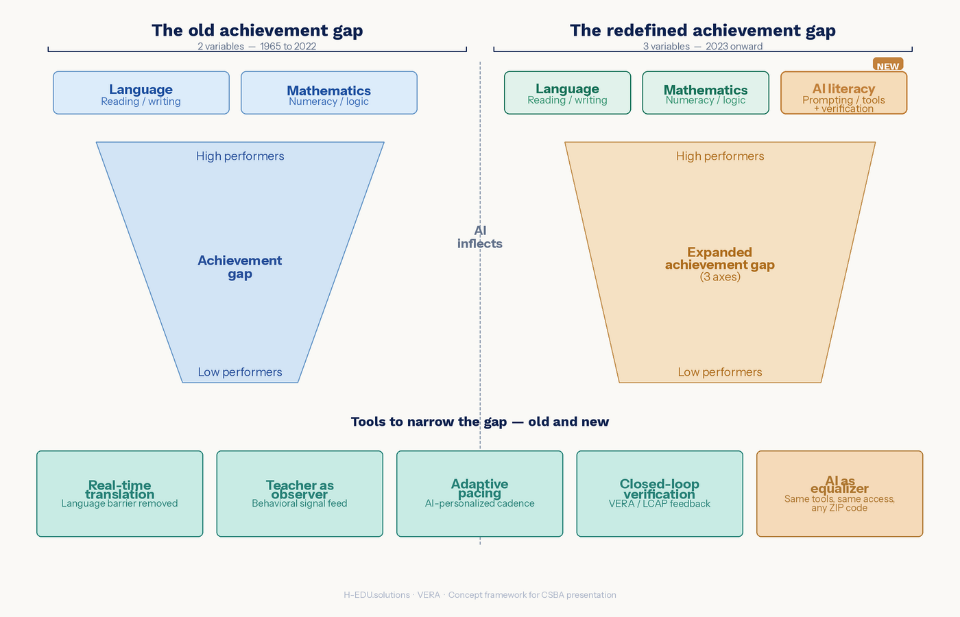 The old achievement gap
2 variables — 1965 to 2022
Language
Reading / writing
Mathematics
Numeracy / logic
The redefined achievement gap
3 variables — 2023 onward
NEW
Language
Reading / writing
Mathematics
Numeracy / logic
AI literacy
Prompting / tools
+ verification
High performers
Achievement
gap
Low performers
AI
inflects
High performers
Expanded
achievement gap
(3 axes)
Low performers
Tools to narrow the gap — old and new
Real-time
translation
Language barrier removed
Teacher as
observer
Behavioral signal feed
Adaptive
pacing
AI-personalized cadence
Closed-loop
verification
VERA / LCAP feedback
AI as
equalizer
Same tools, same access,
any ZIP code
H-EDU.solutions · VERA · Concept framework for CSBA presentation